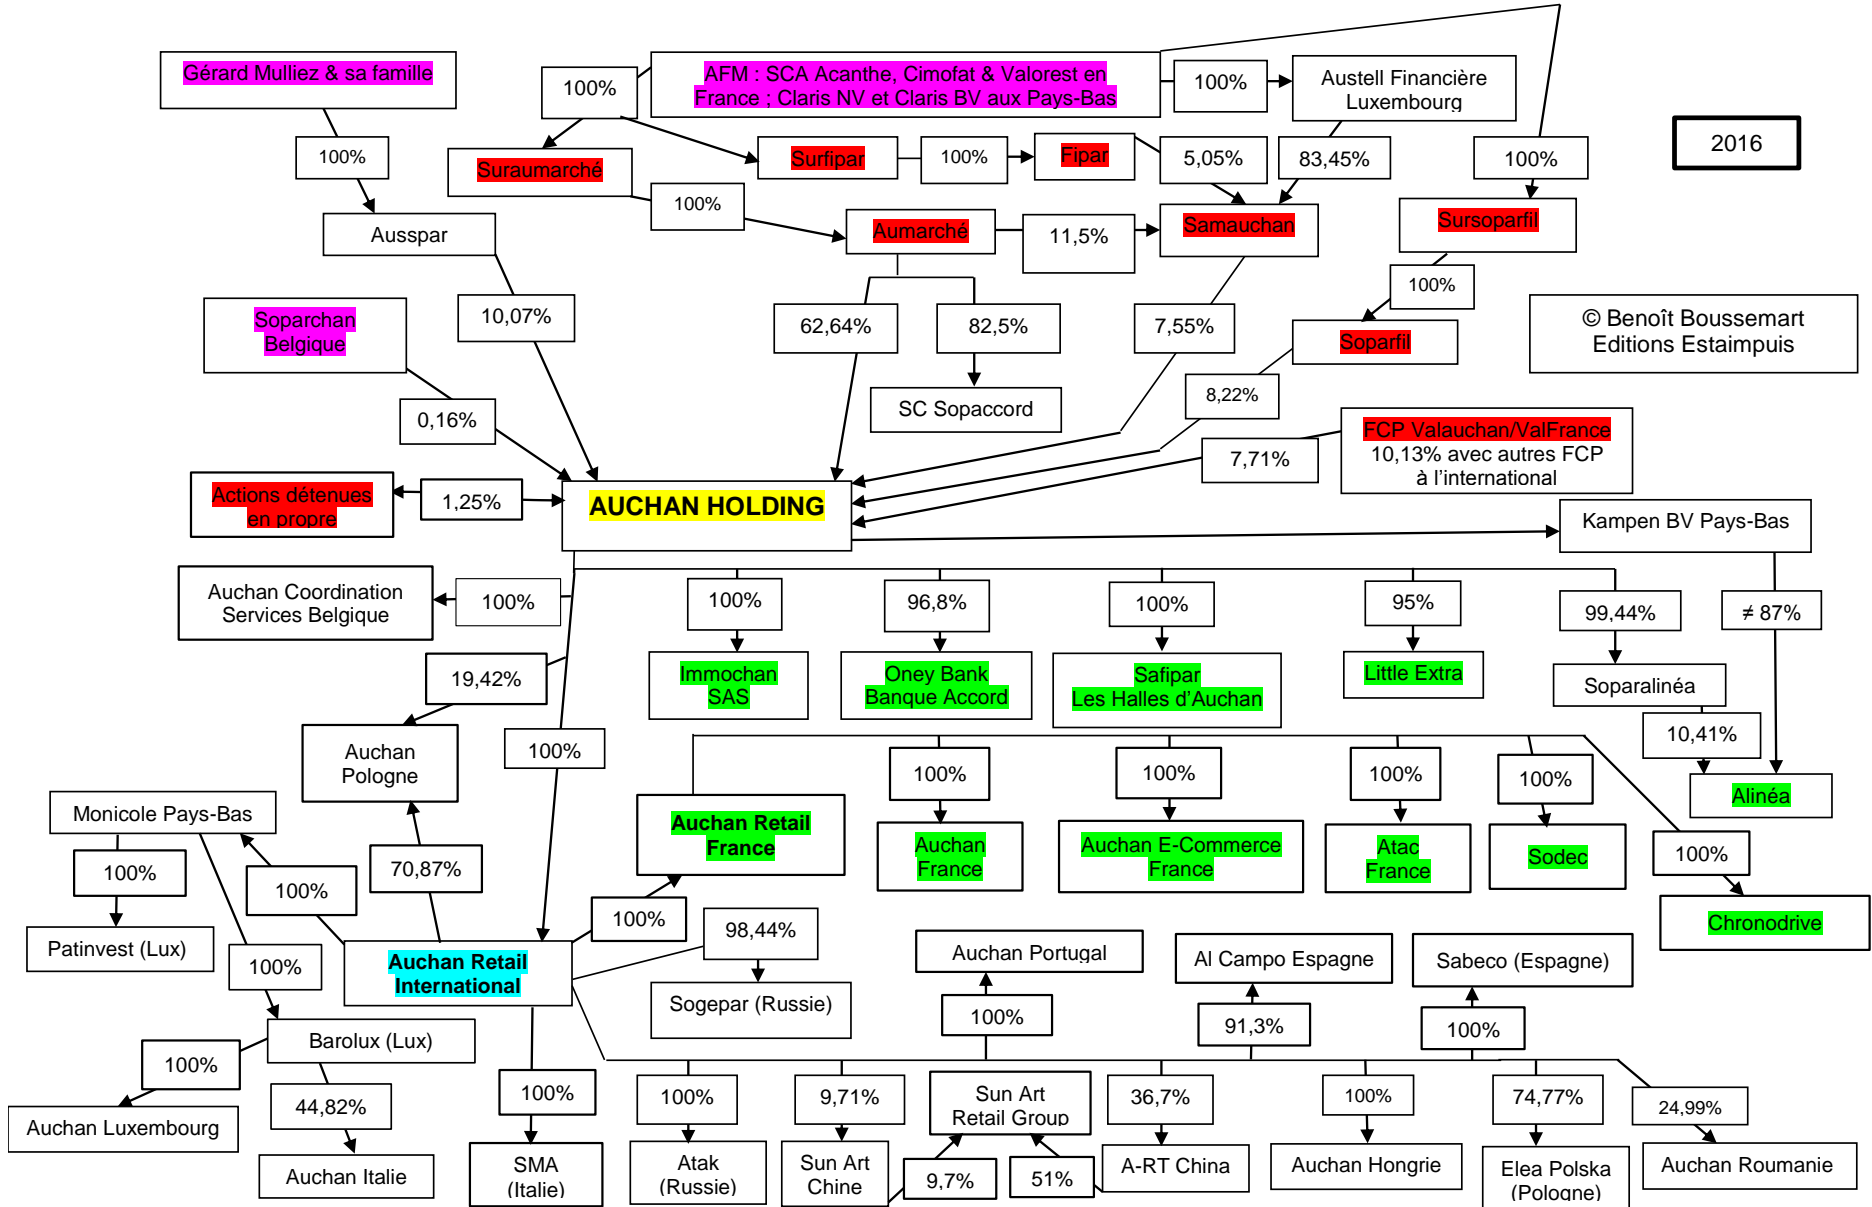 Gérard Mulliez & sa famille
AFM : SCA Acanthe, Cimofat & Valorest en
France ; Claris NV et Claris BV aux Pays-Bas
100%
100%
Austell Financière
Luxembourg
2016
100%
Suraumarché
Surfipar
100%
Fipar
5,05%
83,45%
100%
100%
Ausspar
Aumarché
11,5%
Samauchan
Sursoparfil
100%
Soparchan
Belgique
10,07%
62,64%
82,5%
7,55%
Soparfil
© Benoît Boussemart
Editions Estaimpuis
0,16%
SC Sopaccord
8,22%
7,71%
FCP Valauchan/ValFrance
10,13% avec autres FCP
à l’international
Actions détenues
en propre
1,25%
AUCHAN HOLDING
Kampen BV Pays-Bas
Auchan Coordination
Services Belgique
100%
100%
96,8%
100%
95%
99,44%
≠ 87%
19,42%
Immochan
SAS
Oney Bank
Banque Accord
Safipar
Les Halles d’Auchan
Little Extra
Soparalinéa
Auchan
Pologne
100%
10,41%
100%
100%
100%
100%
Alinéa
Monicole Pays-Bas
Auchan Retail
France
Auchan
France
Auchan E-Commerce
France
Atac
France
Sodec
100%
100%
100%
70,87%
100%
98,44%
Chronodrive
Patinvest (Lux)
100%
Auchan Retail
International
Sogepar (Russie)
Auchan Portugal
Al Campo Espagne
Sabeco (Espagne)
100%
91,3%
100%
Barolux (Lux)
100%
44,82%
100%
100%
9,71%
Sun Art
Retail Group
36,7%
100%
74,77%
24,99%
Auchan Luxembourg
Auchan Italie
SMA
(Italie)
Atak
(Russie)
Sun Art
Chine
9,7%
51%
A-RT China
Auchan Hongrie
Elea Polska
(Pologne)
Auchan Roumanie